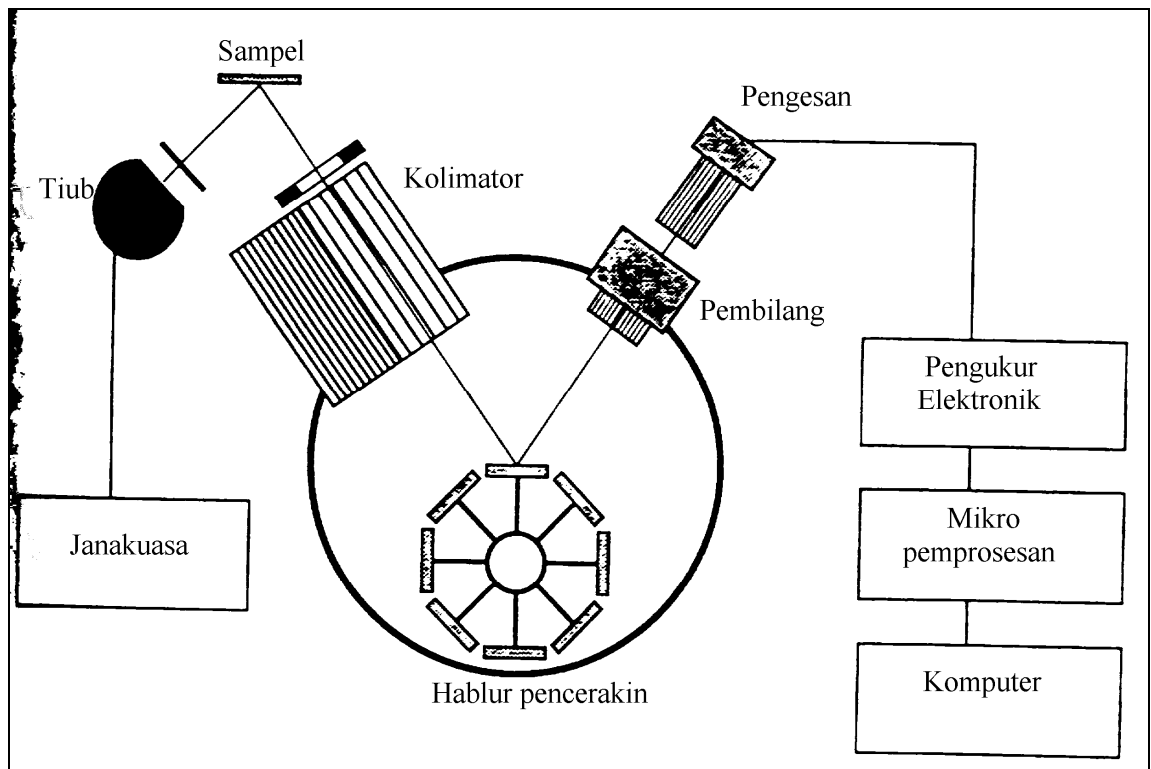 Sampel
Pengesan
Tiub
Kolimator
Pembilang
Pengukur
Elektronik
Janakuasa
Mikro
pemprosesan
Hablur pencerakin
Komputer